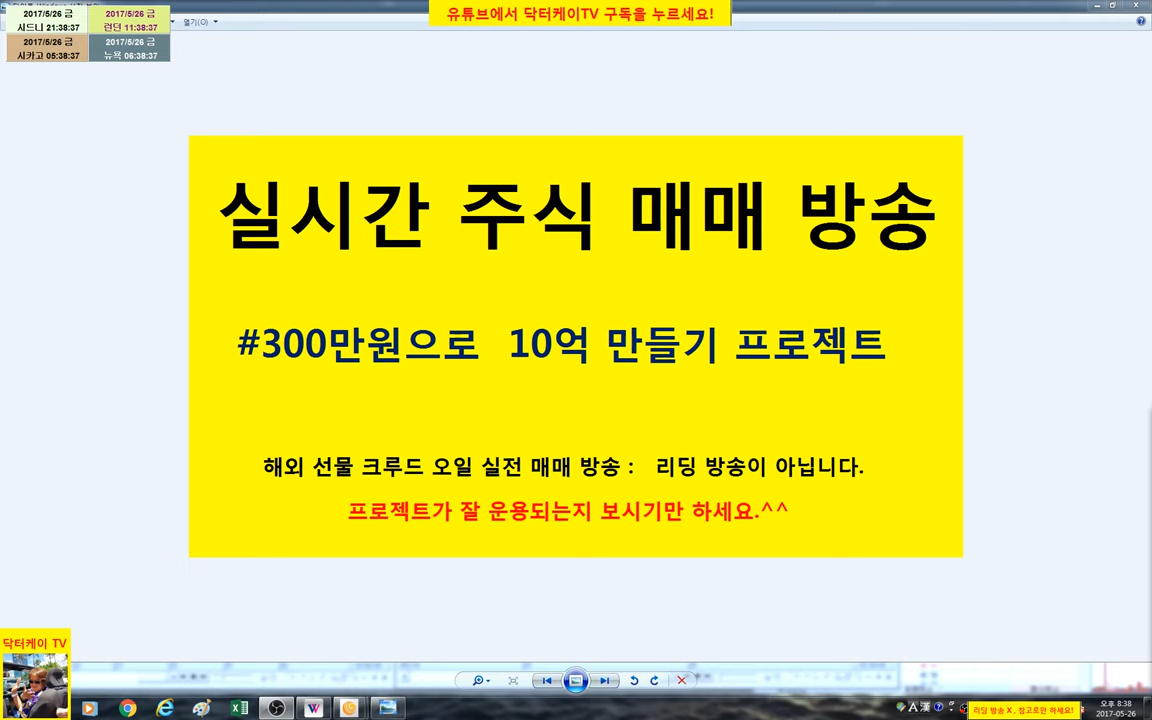 유튜브에서 닥터케이TV 구독을 누르세요!
2017/5/26 금
시드니 21:38:37
2017/5/26 금
런던 11:38:37
2017/5/26 금
시카고 05:38:37
2017/5/26 금
뉴욕 06:38:37
열기(O)
실시간 주식 매매 방송
#300만원으로 10억 만들기 프로젝트
해외 선물 크루드 오일 실전 매매 방송 : 리딩 방송이 아닙니다.
프로젝트가 잘 운용되는지 보시기만 하세요.^^
닥터케이 TV
A漢
리딩 방송 X , 참고로만 하세요!
오후 8:38
2017-05-26